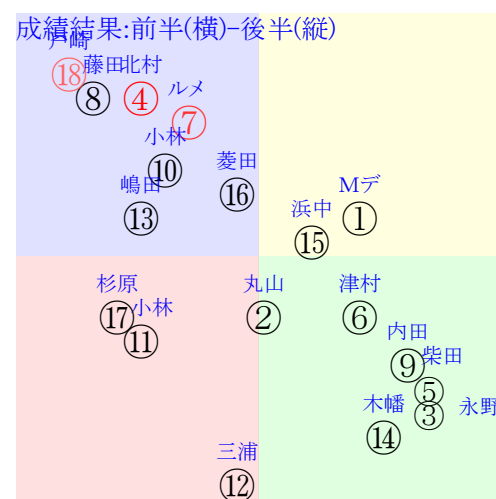 成績結果:前半(横)-後半(縦)
戸崎
⑱
藤田
⑧
北村
④
ルメ
⑦
小林
⑩
菱田
⑯
嶋田
⑬
Mデ
①
浜中
⑮
杉原
⑰
小林
⑪
丸山
②
津村
⑥
内田
⑨
柴田
⑤
③
永野
木幡
⑭
三浦
⑫